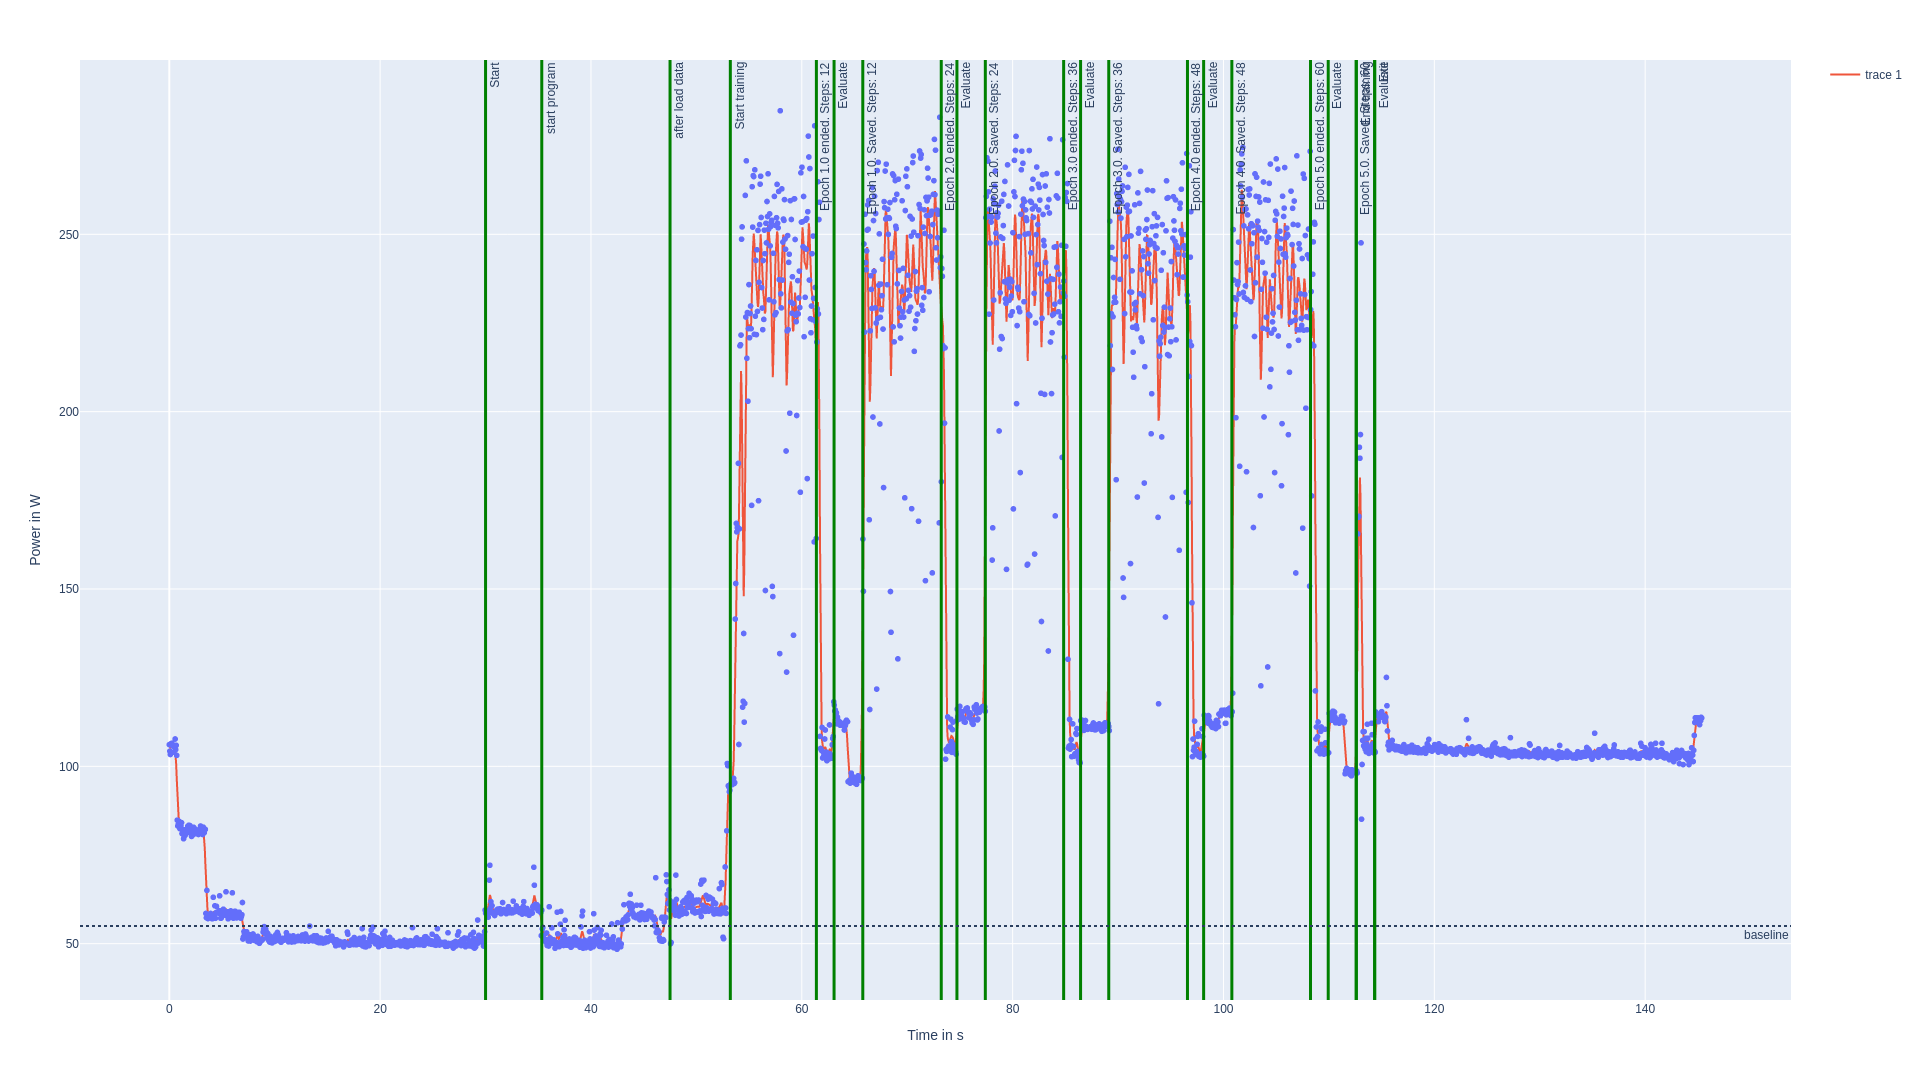 trace 1
Start
start program
after load data
Start training
Epoch 1.0 ended. Steps: 12
Evaluate
Epoch 1.0. Saved. Steps: 12
Epoch 2.0 ended. Steps: 24
Evaluate
Epoch 2.0. Saved. Steps: 24
Epoch 3.0 ended. Steps: 36
Evaluate
Epoch 3.0. Saved. Steps: 36
Epoch 4.0 ended. Steps: 48
Evaluate
Epoch 4.0. Saved. Steps: 48
Epoch 5.0 ended. Steps: 60
Evaluate
Epoch 5.0. Saved. Steps: 60
End training
Evaluate
250
200
150
100
50
Power in W
baseline
0
20
40
60
80
100
120
140
Time in s